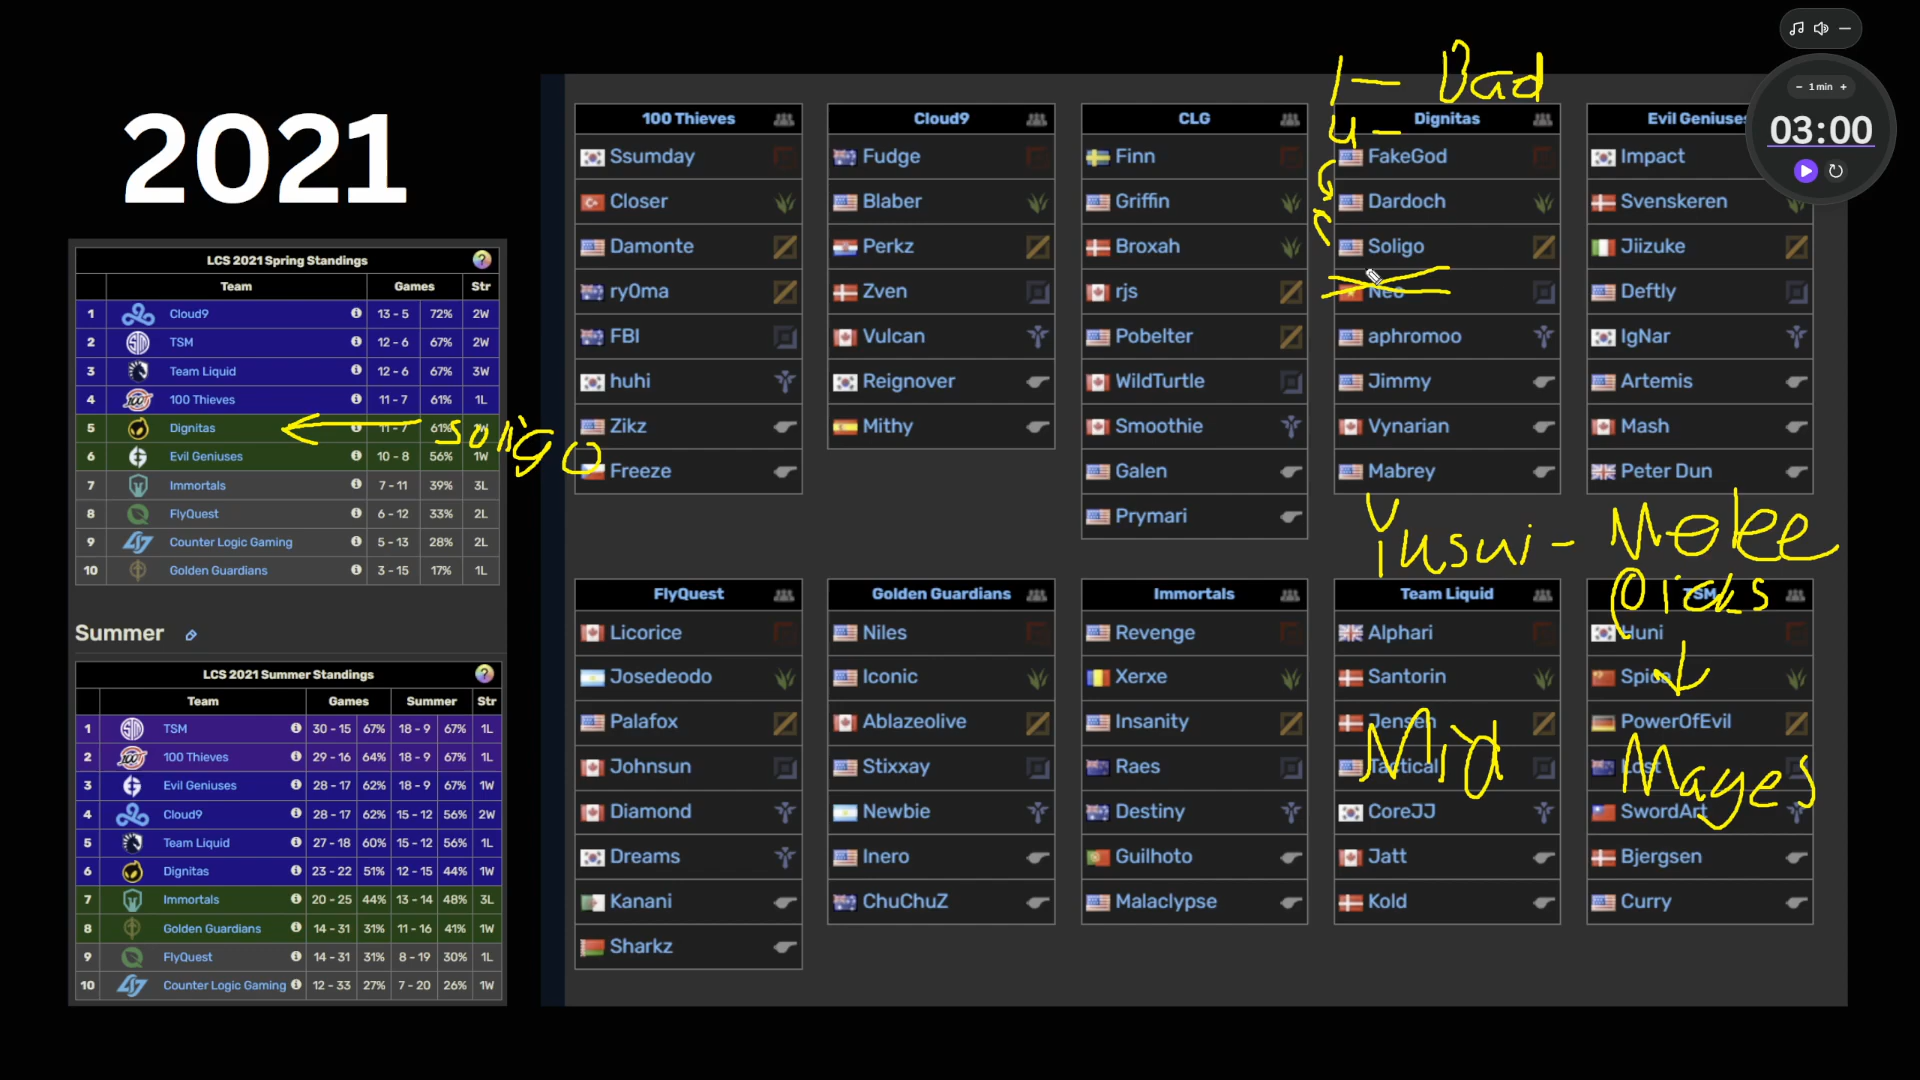 1 min
03:00
2021
LCS 2021 Spring Standings
Team Games Str
1 Cloud9 13 - 5 72% 2W
2 TSM 12 - 6 67% 2W
3 Team Liquid 12 - 6 67% 3W
4 100 Thieves 11 - 7 61% 1L
5 Dignitas 11 - 7 61%
6 Evil Geniuses 10 - 8 56% 1W
7 Immortals 7 - 11 39% 3L
8 FlyQuest 6 - 12 33% 2L
9 Counter Logic Gaming 5 - 13 28% 2L
10 Golden Guardians 3 - 15 17% 1L
soligo
Summer
LCS 2021 Summer Standings
Team Games Summer Str
1 TSM 30 - 15 67% 18 - 9 67% 1L
2 100 Thieves 29 - 16 64% 18 - 9 67% 1L
3 Evil Geniuses 28 - 17 62% 18 - 9 67% 1W
4 Cloud9 28 - 17 62% 15 - 12 56% 2W
5 Team Liquid 27 - 18 60% 15 - 12 56% 1L
6 Dignitas 23 - 22 51% 12 - 15 44% 1W
7 Immortals 20 - 25 44% 13 - 14 48% 3L
8 Golden Guardians 14 - 31 31% 11 - 16 41% 1W
9 FlyQuest 14 - 31 31% 8 - 19 30% 1L
10 Counter Logic Gaming 12 - 33 27% 7 - 20 26% 1W
100 Thieves
Ssumday
Closer
Damonte
ry0ma
FBI
huhi
Zikz
Freeze
Cloud9
Fudge
Blaber
Perkz
Zven
Vulcan
Reignover
Mithy
CLG
Finn
Griffin
Broxah
rjs
Pobelter
WildTurtle
Smoothie
Galen
Prymari
1 - Bad
4 -
Dignitas
FakeGod
Dardoch
Soligo
Neo
aphromoo
Jimmy
Vynarian
Mabrey
Evil Geniuses
Impact
Svenskeren
Jiizuke
Deftly
IgNar
Artemis
Mash
Peter Dun
Yusui - Melee
Picks
Mages
Mid
FlyQuest
Licorice
Josedeodo
Palafox
Johnsun
Diamond
Dreams
Kanani
Sharkz
Golden Guardians
Niles
Iconic
Ablazeolive
Stixxay
Newbie
Inero
ChuChuZ
Immortals
Revenge
Xerxe
Insanity
Raes
Destiny
Guilhoto
Malaclypse
Team Liquid
Alphari
Santorin
Jensen
Tactical
CoreJJ
Jatt
Kold
TSM
Huni
Spica
PowerOfEvil
Lost
SwordArt
Bjergsen
Curry